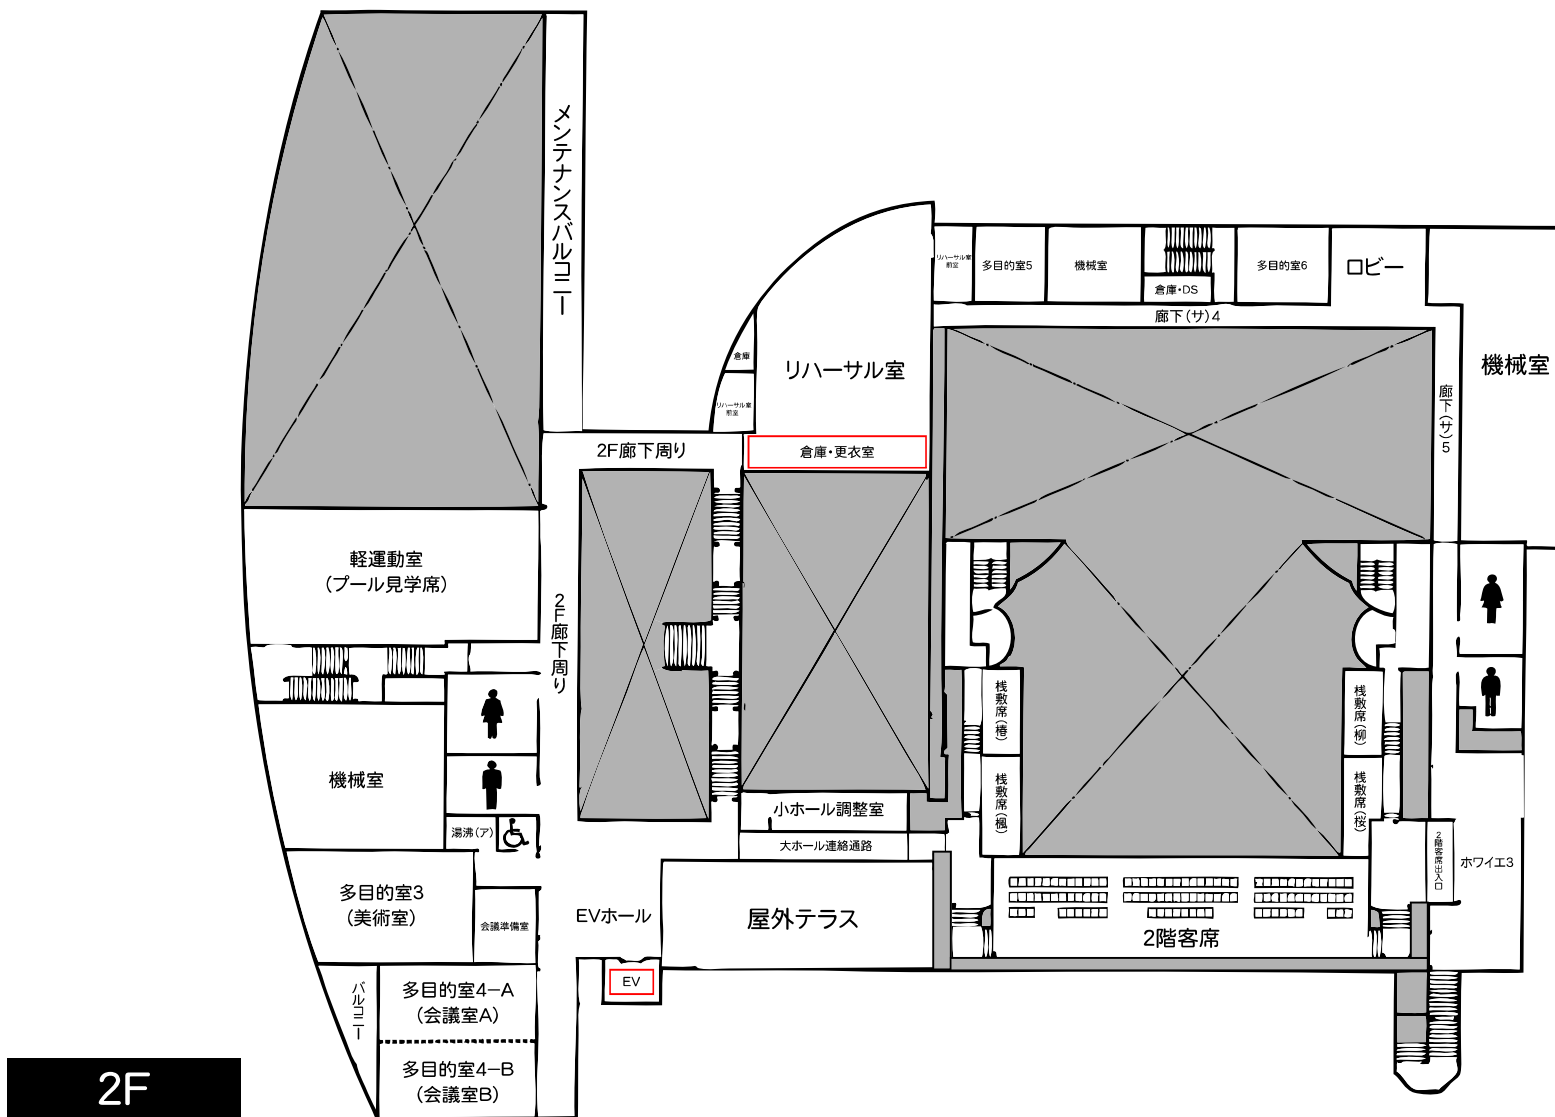 メンテナンスバルコニー
リハーサル室
前室
多目的室5
機械室
倉庫・DS
多目的室6
ロビー
廊下(サ)4
倉庫
リハーサル室
機械室
リハーサル室
前室
廊下(サ)5
2F廊下周り
倉庫・更衣室
軽運動室
(プール見学席)
2F廊下周り
桟敷席(椿)
桟敷席(柳)
機械室
桟敷席(楓)
桟敷席(桜)
小ホール調整室
湯沸(ア)
大ホール連絡通路
2階客席出入口
ホワイエ3
多目的室3
(美術室)
会議準備室
EVホール
屋外テラス
2階客席
EV
バルコニー
多目的室4-A
(会議室A)
多目的室4-B
(会議室B)
2F